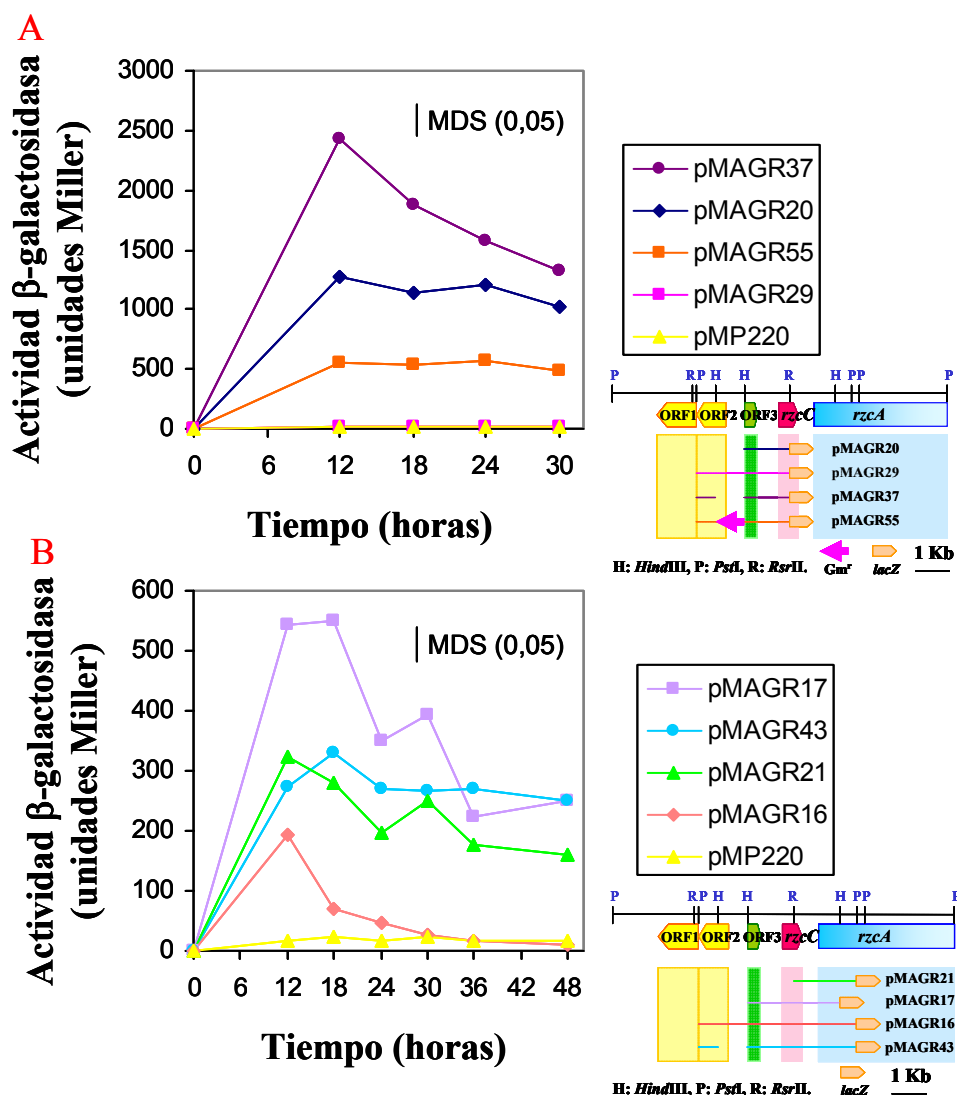 A
Actividad β-galactosidasa
(unidades Miller)
3000
2500
2000
1500
1000
500
0
MDS (0,05)
0 6 12 18 24 30
Tiempo (horas)
pMAGR37
pMAGR20
pMAGR55
pMAGR29
pMP220
P R P H H R H P P P
ORF1 ORF2 ORF3 rzcC rzcA
pMAGR20
pMAGR29
pMAGR37
pMAGR55
H: HindIII, P: PstI, R: RsrII. Gmr lacZ 1 Kb
B
Actividad β-galactosidasa
(unidades Miller)
600
500
400
300
200
100
0
MDS (0,05)
0 6 12 18 24 30 36 42 48
Tiempo (horas)
pMAGR17
pMAGR43
pMAGR21
pMAGR16
pMP220
P R P H H R H P P P
ORF1 ORF2 ORF3 rzcC rzcA
pMAGR21
pMAGR17
pMAGR16
pMAGR43
H: HindIII, P: PstI, R: RsrII. lacZ 1 Kb